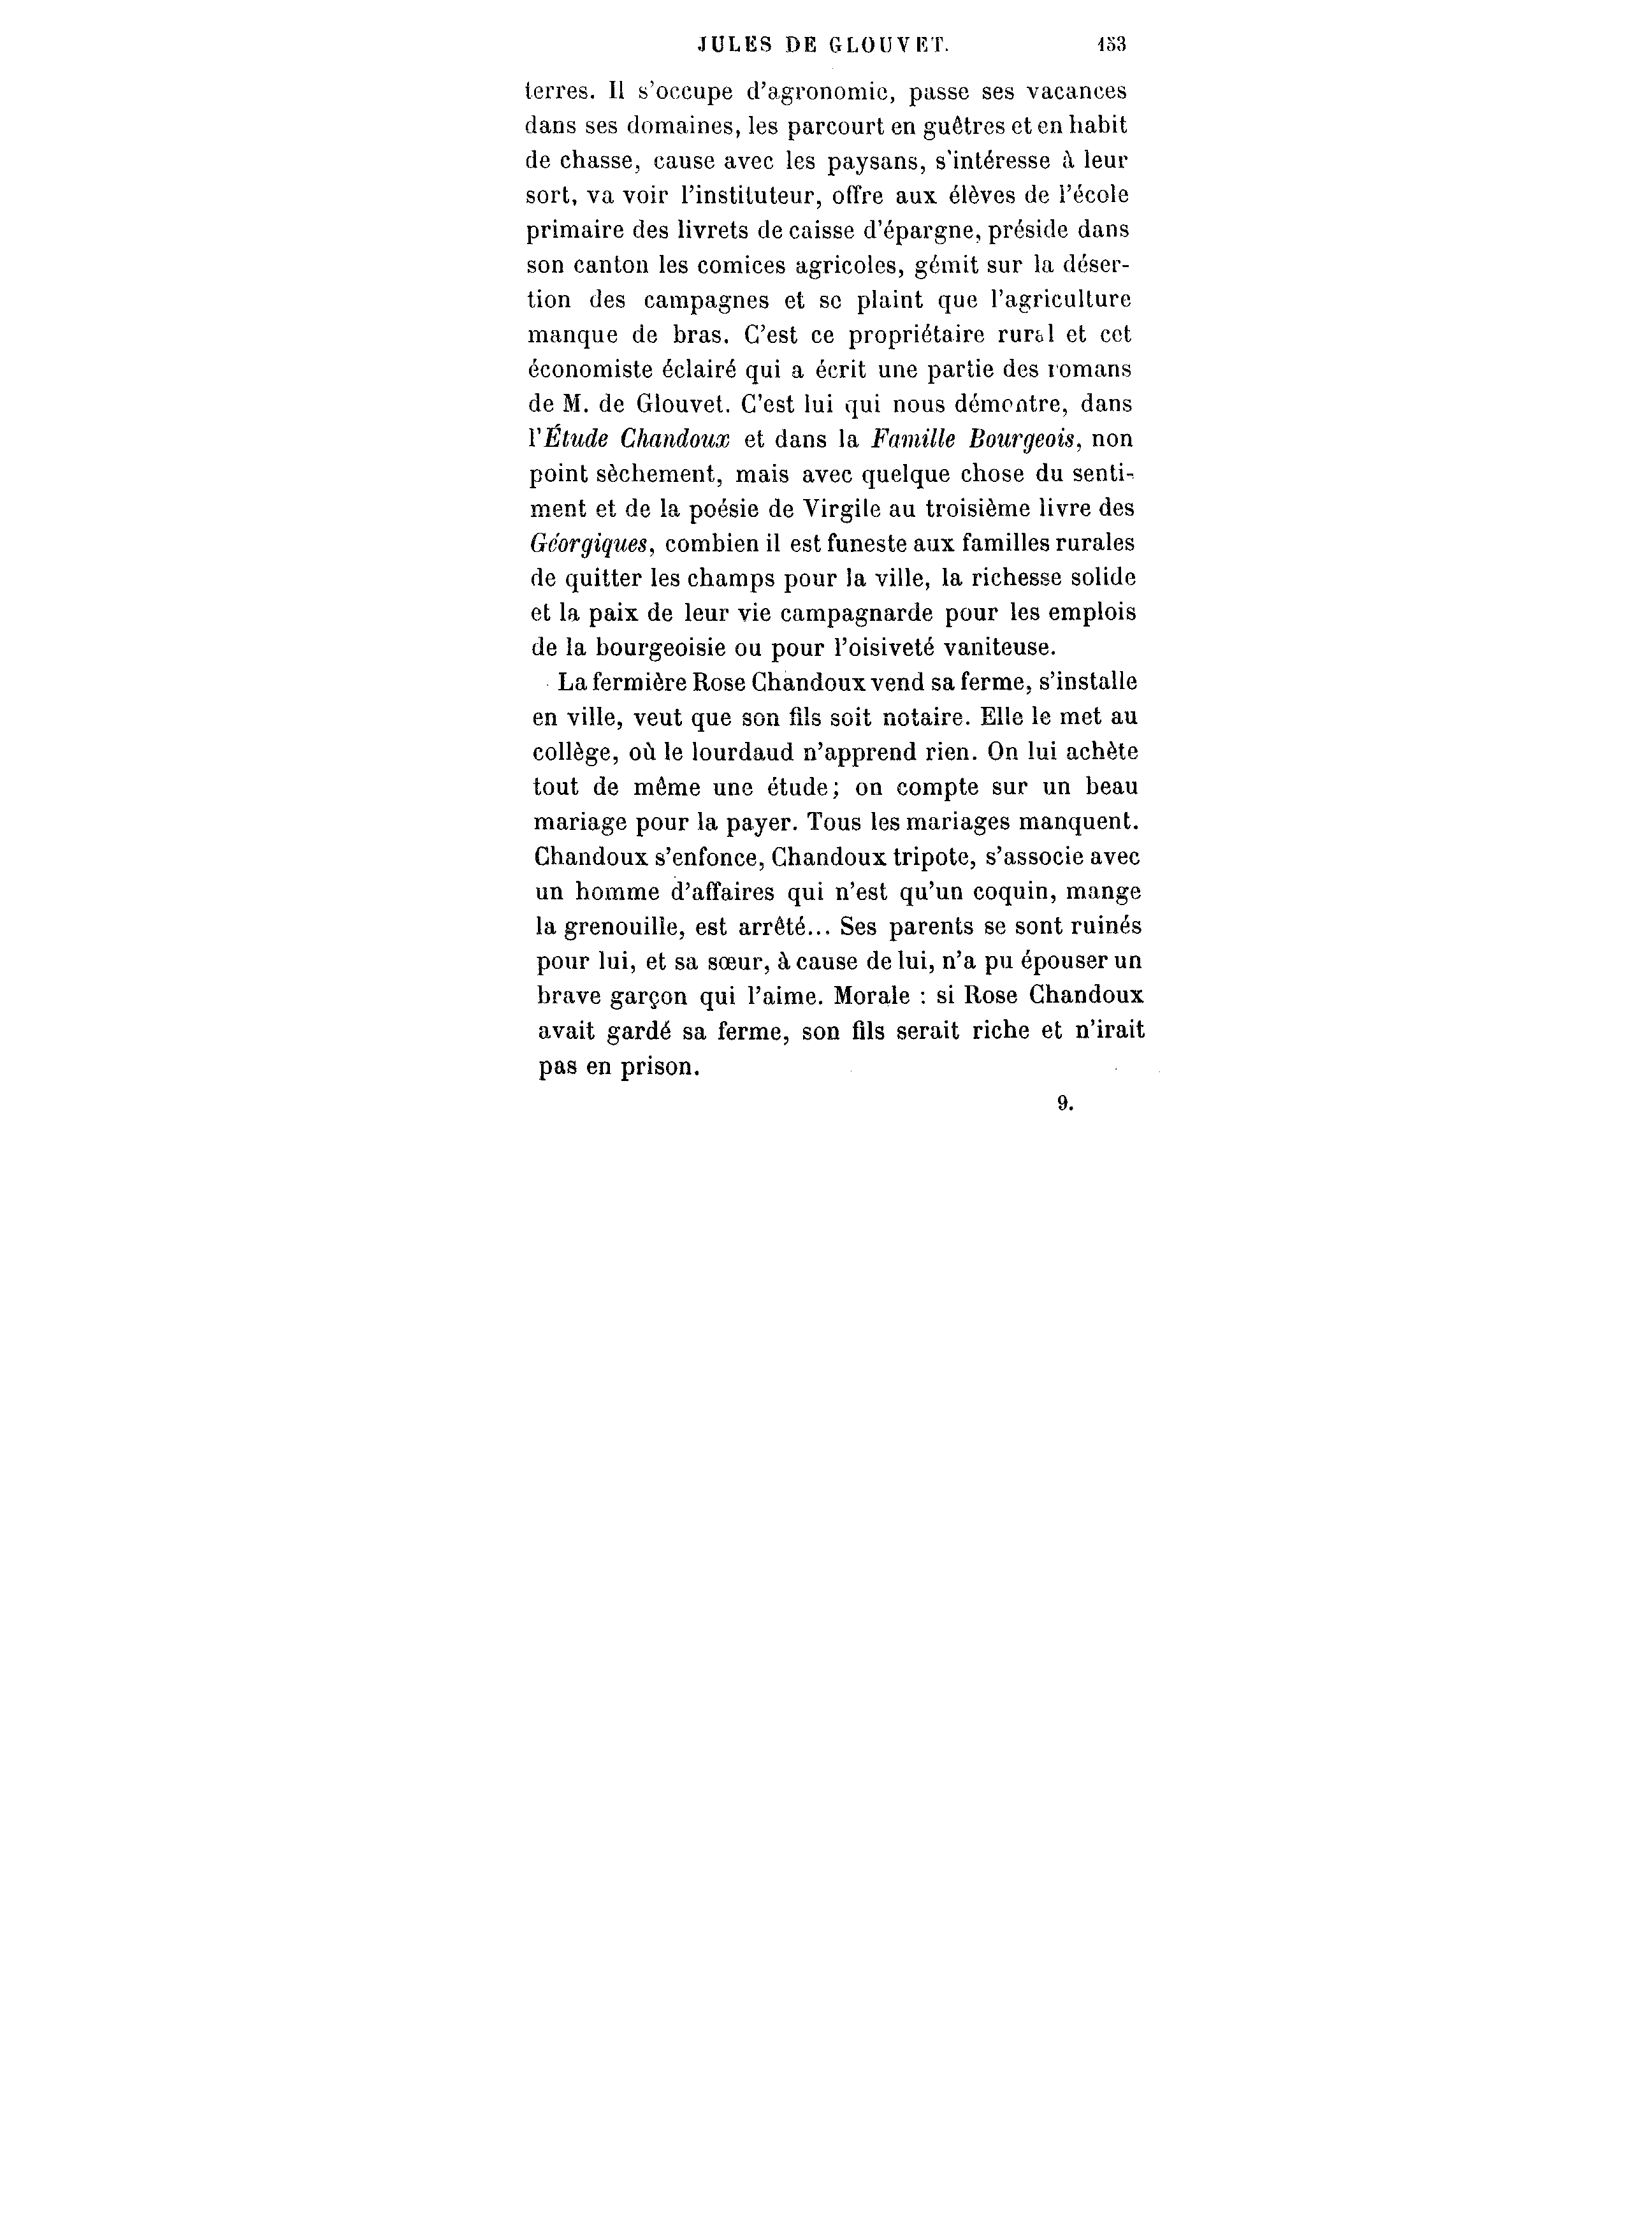 JULES DE GLOUVET. 153
terres. Il s'occupe d'agronomie, passe ses vacances
dans ses domaines, les parcourt en guêtres et en habit
de chasse, cause avec les paysans, s'intéresse à leur
sort, va voir l'instituteur, offre aux élèves de l'école
primaire des livrets de caisse d'épargne, préside dans
son canton les comices agricoles, gémit sur la déser-
tion des campagnes et se plaint que l'agriculture
manque de bras. C'est ce propriétaire rural et cet
économiste éclairé qui a écrit une partie des romans
de M. de Glouvet. C'est lui qui nous démontre, dans
l'Étude Chandoux et dans la Famille Bourgeois, non
point sèchement, mais avec quelque chose du senti-
ment et de la poésie de Virgile au troisième livre des
Géorgiques, combien il est funeste aux familles rurales
de quitter les champs pour la ville, la richesse solide
et la paix de leur vie campagnarde pour les emplois
de la bourgeoisie ou pour l'oisiveté vaniteuse.
La fermière Rose Chandoux vend sa ferme, s'installe
en ville, veut que son fils soit notaire. Elle le met au
collège, où le lourdaud n'apprend rien. On lui achète
tout de même une étude; on compte sur un beau
mariage pour la payer. Tous les mariages manquent.
Chandoux s'enfonce, Chandoux tripote, s'associe avec
un homme d'affaires qui n'est qu'un coquin, mange
la grenouille, est arrêté... Ses parents se sont ruinés
pour lui, et sa sœur, à cause de lui, n'a pu épouser un
brave garçon qui l'aime. Morale : si Rose Chandoux
avait gardé sa ferme, son fils serait riche et n'irait
pas en prison.
9.